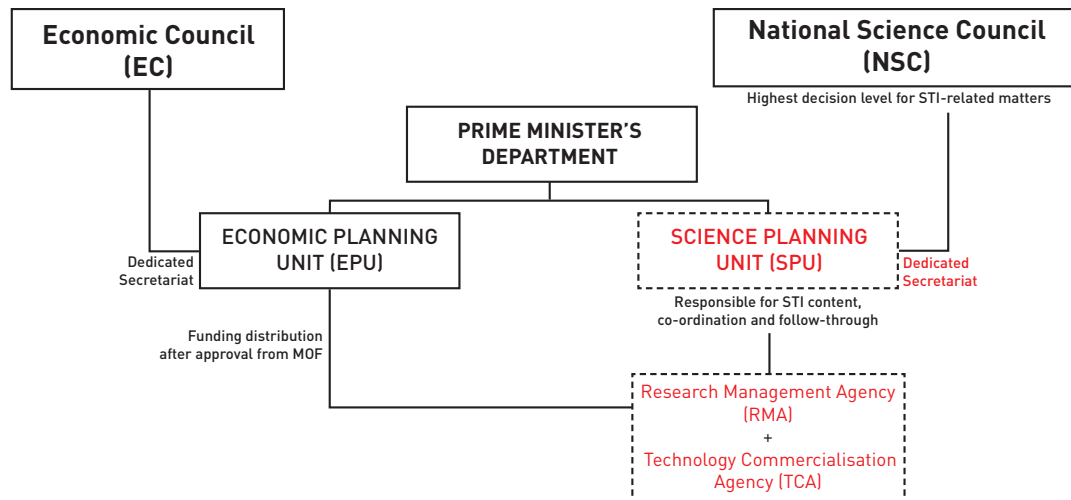 Economic Council
(EC)
National Science Council
(NSC)
Highest decision level for STI-related matters
PRIME MINISTER'S
DEPARTMENT
ECONOMIC PLANNING
UNIT (EPU)
SCIENCE PLANNING
UNIT (SPU)
Dedicated
Secretariat
Dedicated
Secretariat
Responsible for STI content,
co-ordination and follow-through
Funding distribution
after approval from MOF
Research Management Agency
(RMA)
+
Technology Commercialisation
Agency (TCA)